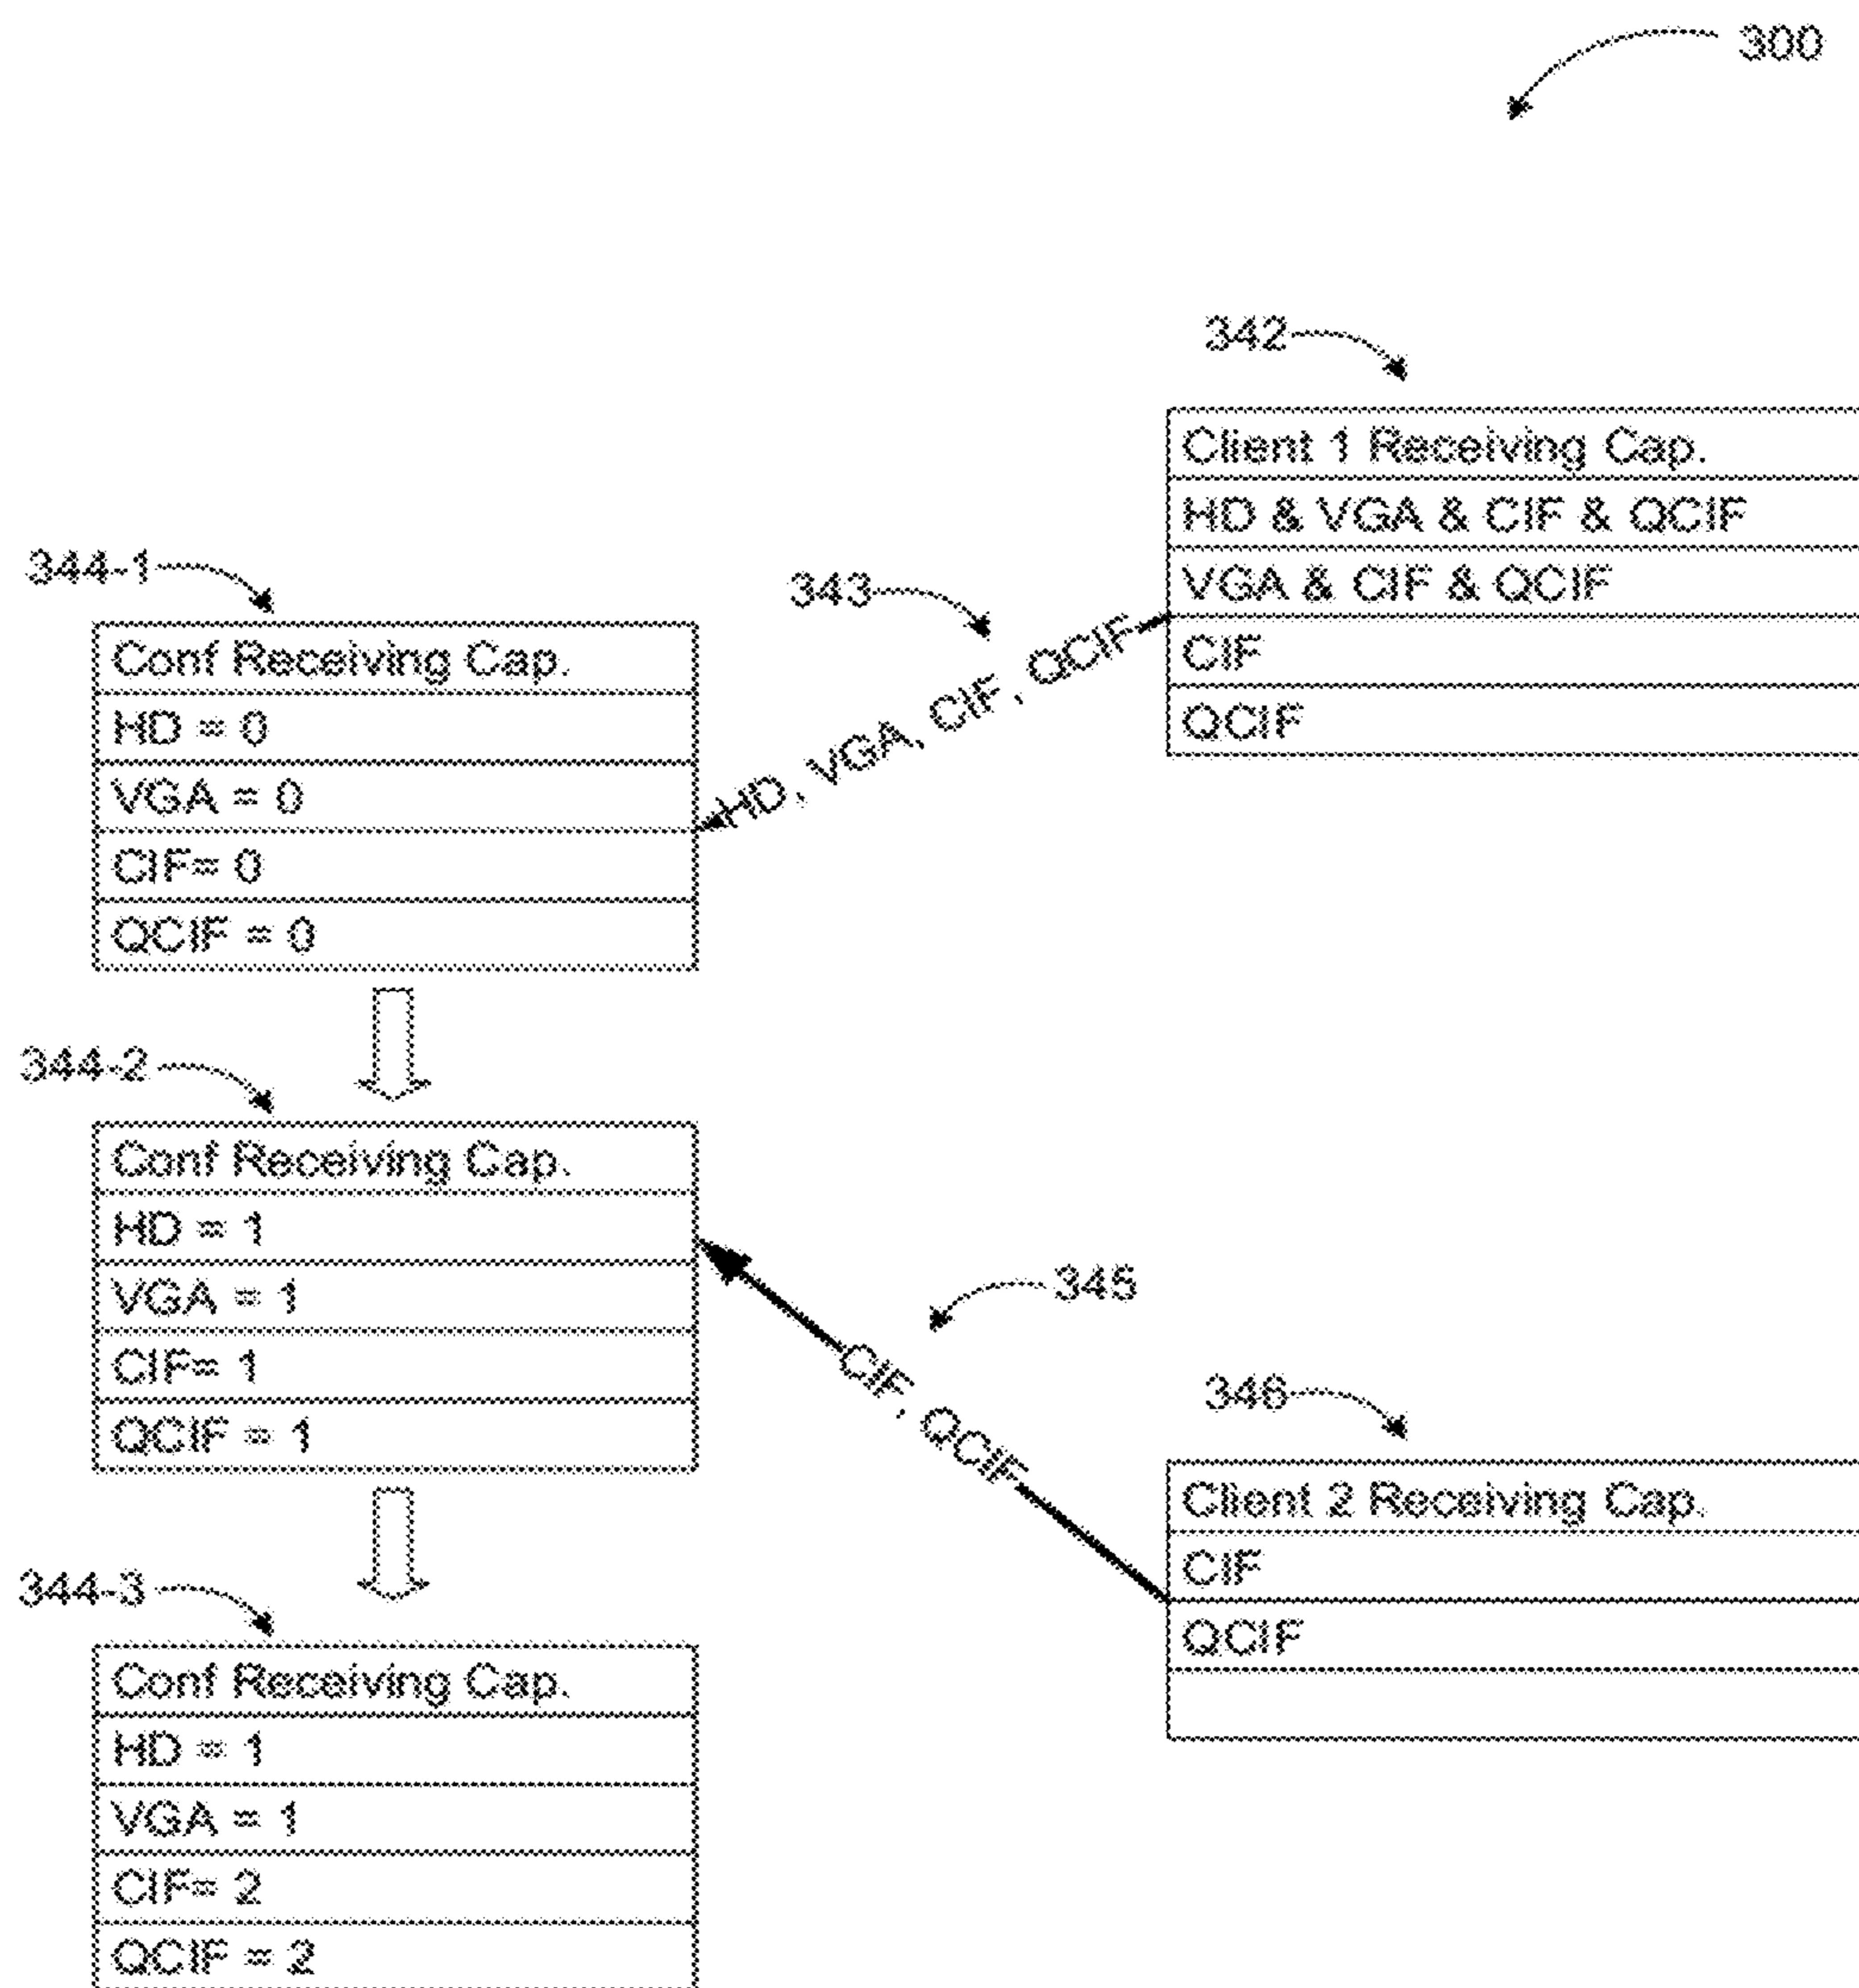 300
342
Client 1 Receiving Cap.
HD & VGA & CIF & QCIF
VGA & CIF & QCIF
CIF
QCIF
343
HD, VGA, CIF, QCIF
344-1
Conf Receiving Cap.
HD = 0
VGA = 0
CIF= 0
QCIF = 0
344-2
Conf Receiving Cap.
HD = 1
VGA = 1
CIF= 1
QCIF = 1
345
CIF, QCIF
346
Client 2 Receiving Cap.
CIF
QCIF
344-3
Conf Receiving Cap.
HD = 1
VGA = 1
CIF= 2
QCIF = 2